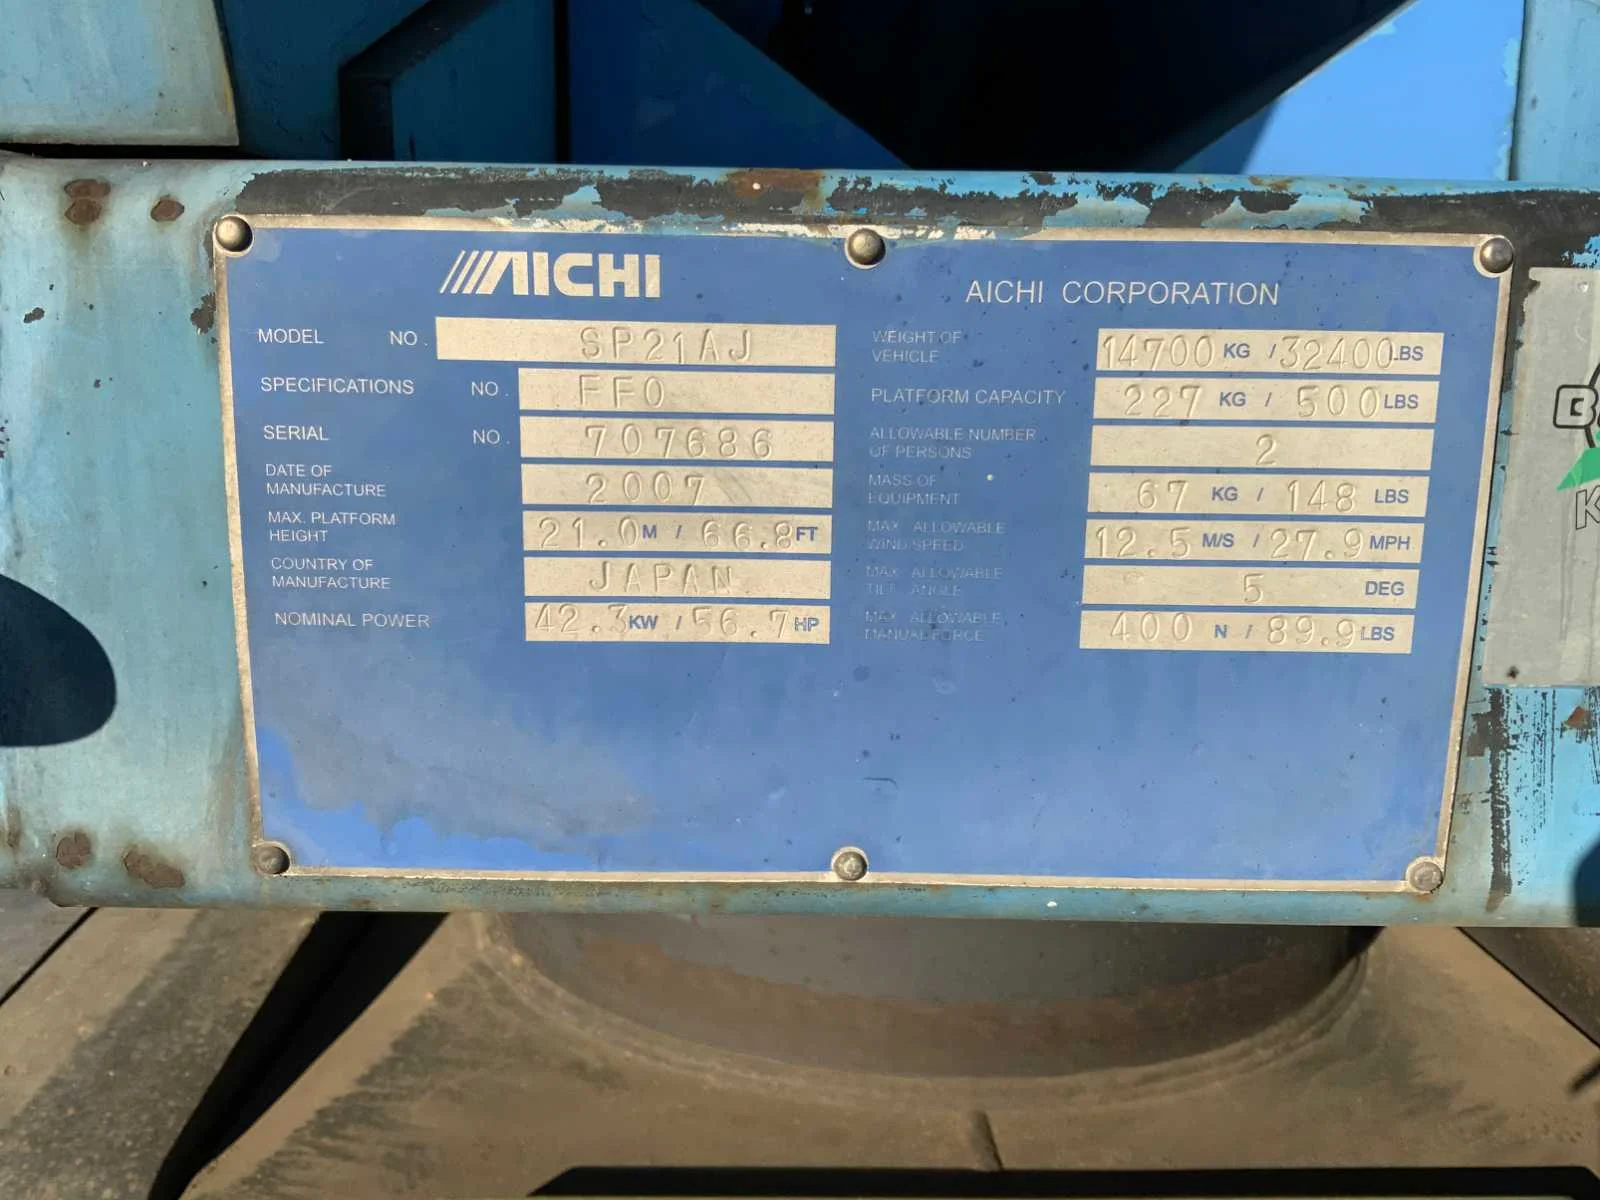 AICHI
AICHI CORPORATION
MODEL NO. SP21AJ
SPECIFICATIONS NO. FF0
SERIAL NO. 707686
DATE OF
MANUFACTURE 2007
MAX. PLATFORM
HEIGHT 21.0 M / 66.8 FT
COUNTRY OF
MANUFACTURE JAPAN
NOMINAL POWER 42.3 KW / 56.7 HP
WEIGHT OF
VEHICLE 14700 KG / 32400 LBS
PLATFORM CAPACITY 227 KG / 500 LBS
ALLOWABLE NUMBER
OF PERSONS 2
MASS OF
EQUIPMENT 67 KG / 148 LBS
MAX. ALLOWABLE
WIND SPEED 12.5 M/S / 27.9 MPH
MAX. ALLOWABLE
TILT ANGLE 5 DEG
MAX. ALLOWABLE
MANUAL FORCE 400 N / 89.9 LBS